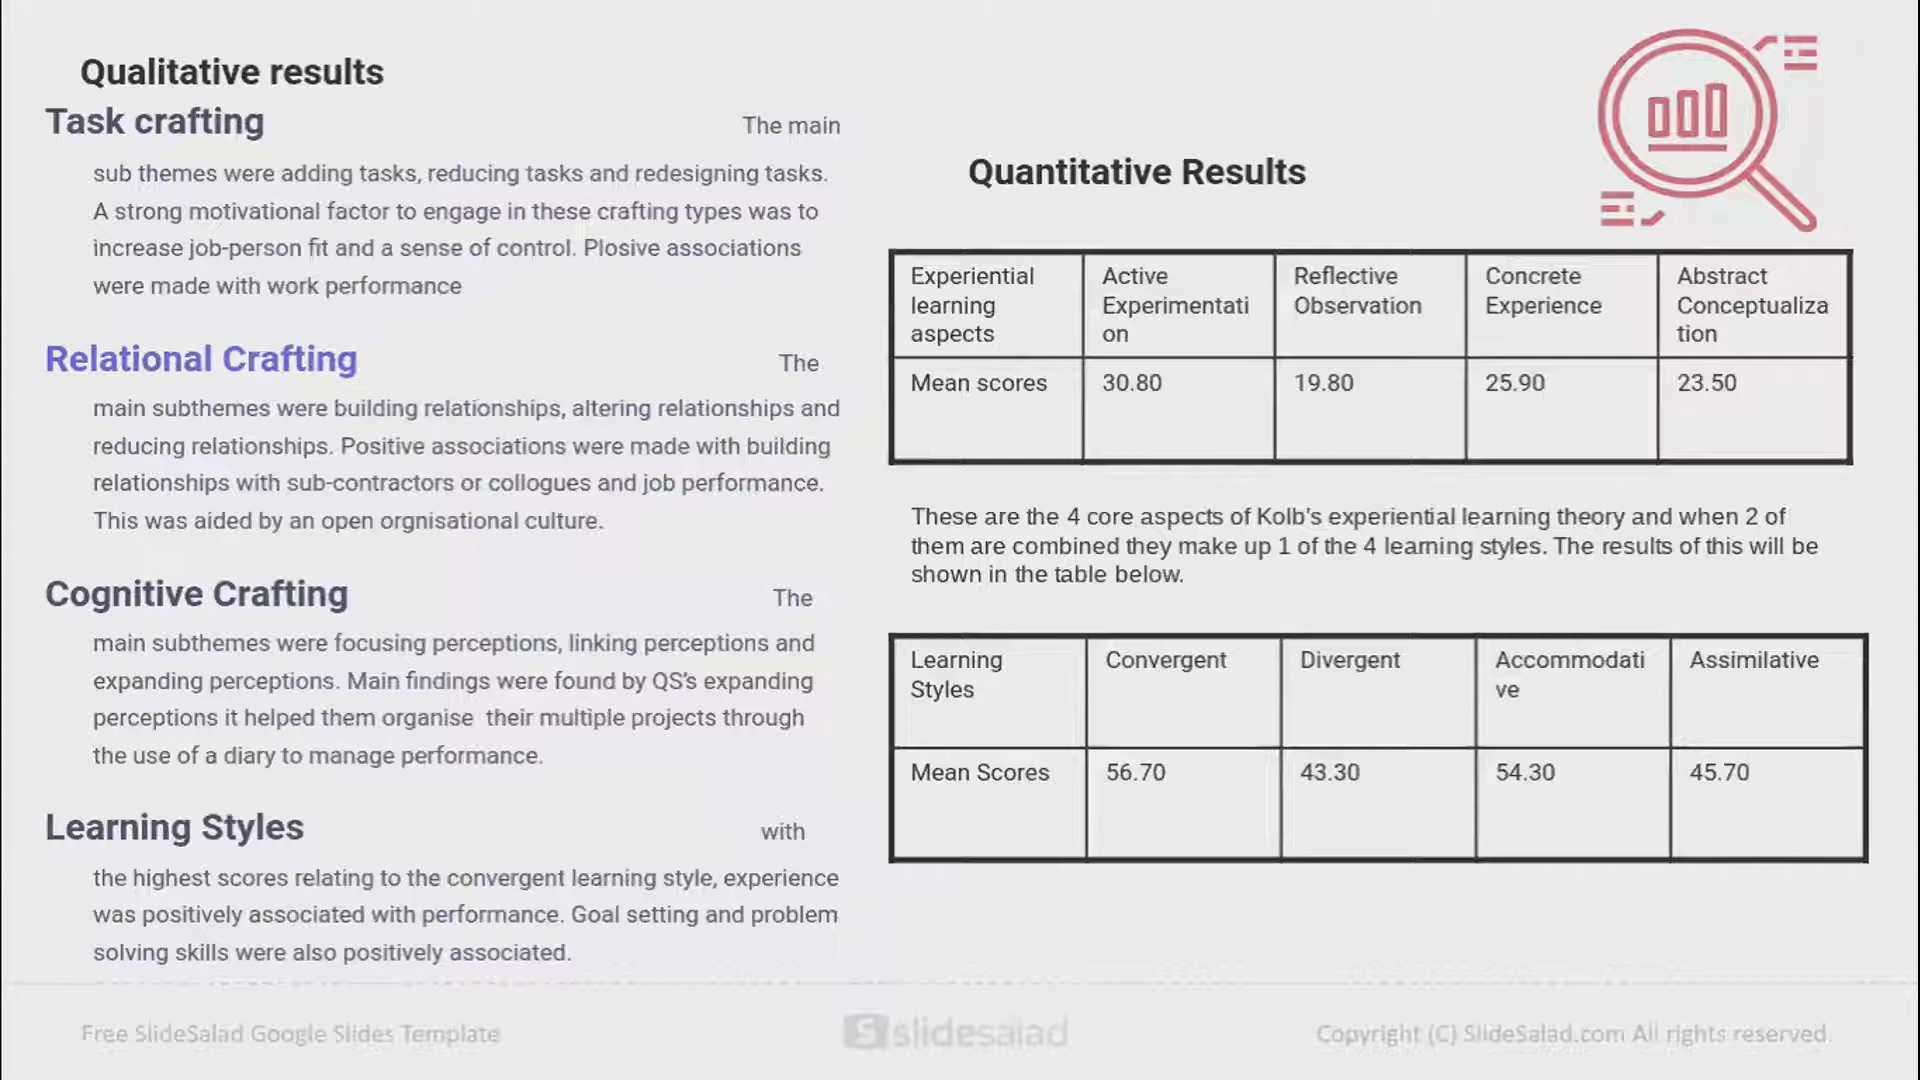 Qualitative results
Task crafting The main
sub themes were adding tasks, reducing tasks and redesigning tasks.
A strong motivational factor to engage in these crafting types was to
increase job-person fit and a sense of control. Plosive associations
were made with work performance
Relational Crafting The
main subthemes were building relationships, altering relationships and
reducing relationships. Positive associations were made with building
relationships with sub-contractors or collogues and job performance.
This was aided by an open orgnisational culture.
Cognitive Crafting The
main subthemes were focusing perceptions, linking perceptions and
expanding perceptions. Main findings were found by QS's expanding
perceptions it helped them organise  their multiple projects through
the use of a diary to manage performance.
Learning Styles with
the highest scores relating to the convergent learning style, experience
was positively associated with performance. Goal setting and problem
solving skills were also positively associated.
Quantitative Results
Experiential Active Reflective Concrete Abstract
learning Experimentati Observation Experience Conceptualiza
aspects on tion
Mean scores 30.80 19.80 25.90 23.50
These are the 4 core aspects of Kolb's experiential learning theory and when 2 of
them are combined they make up 1 of the 4 learning styles. The results of this will be
shown in the table below.
Learning Convergent Divergent Accommodati Assimilative
Styles ve
Mean Scores 56.70 43.30 54.30 45.70
Free SlideSalad Google Slides Template
S slidesalad
Copyright (C) SlideSalad.com All rights reserved.